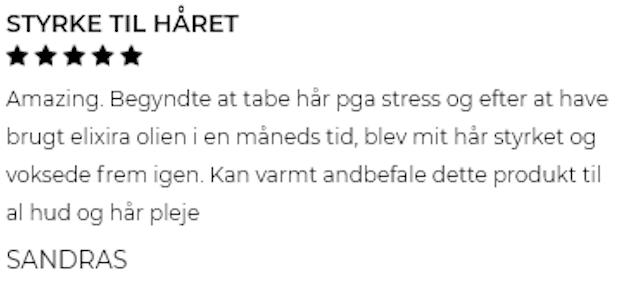 STYRKE TIL HÅRET
Amazing. Begyndte at tabe hår pga stress og efter at have
brugt elixira olien i en måneds tid, blev mit hår styrket og
voksede frem igen. Kan varmt andbefale dette produkt til
al hud og hår pleje
SANDRAS